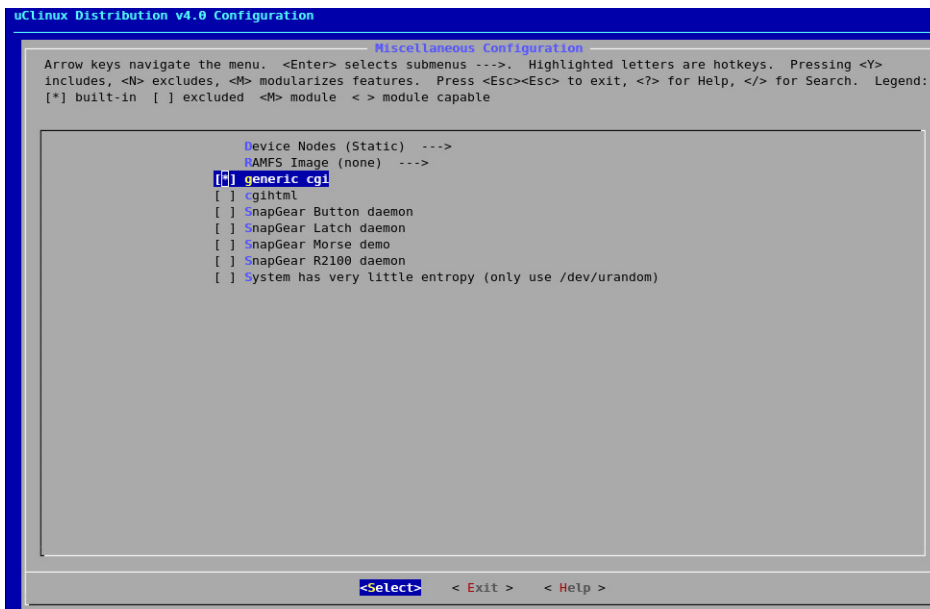 uClinux Distribution v4.0 Configuration
Miscellaneous Configuration
Arrow keys navigate the menu. <Enter> selects submenus --->. Highlighted letters are hotkeys. Pressing <Y>
includes, <N> excludes, <M> modularizes features. Press <Esc><Esc> to exit, <?> for Help, </> for Search. Legend:
[*] built-in [ ] excluded <M> module < > module capable
Device Nodes (Static) --->
RAMFS Image (none) --->
[*] generic cgi
[ ] cgihtml
[ ] SnapGear Button daemon
[ ] SnapGear Latch daemon
[ ] SnapGear Morse demo
[ ] SnapGear R2100 daemon
[ ] System has very little entropy (only use /dev/urandom)
<Select> < Exit > < Help >